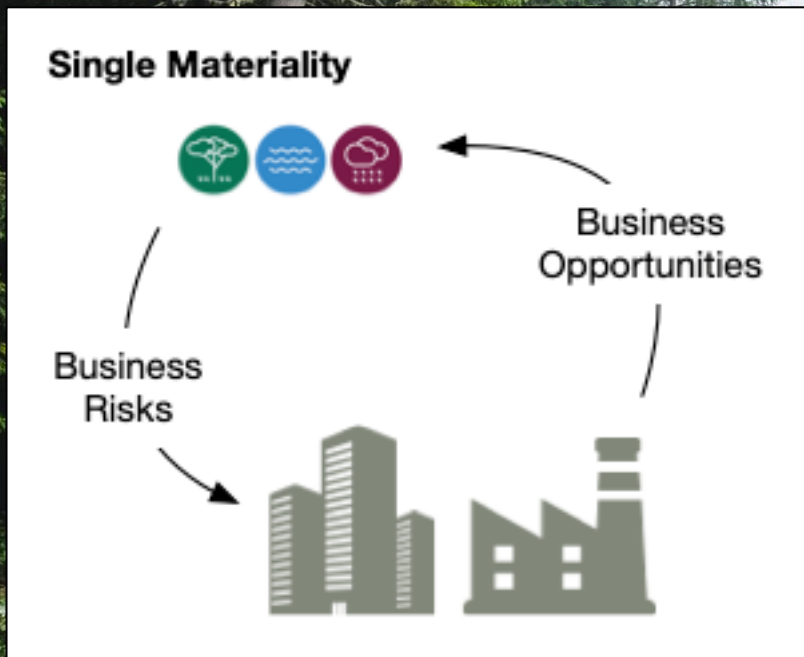 Single Materiality
Business
Opportunities
Business
Risks